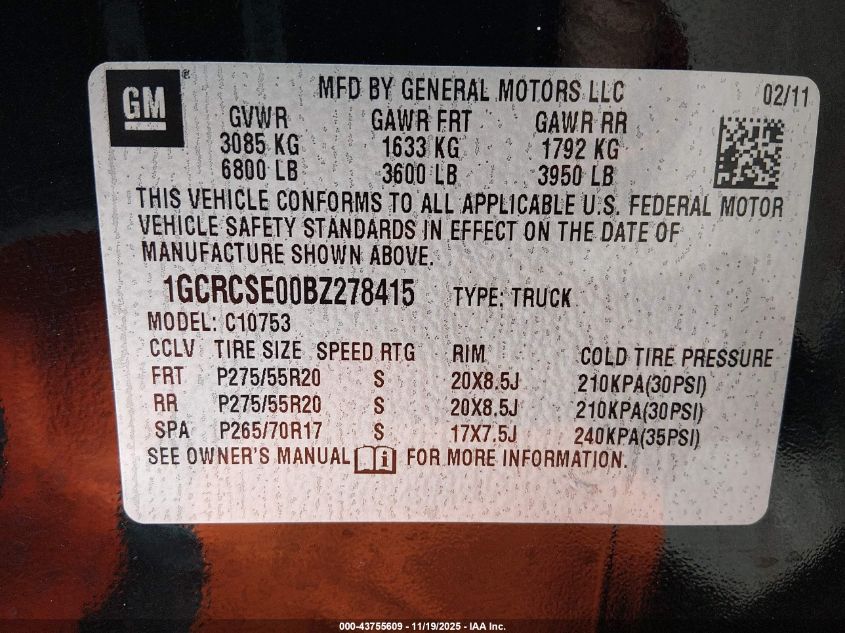 GM ®
MFD BY GENERAL MOTORS LLC 02/11
GVWR GAWR FRT GAWR RR
3085 KG 1633 KG 1792 KG
6800 LB 3600 LB 3950 LB
THIS VEHICLE CONFORMS TO ALL APPLICABLE U.S. FEDERAL MOTOR
VEHICLE SAFETY STANDARDS IN EFFECT ON THE DATE OF
MANUFACTURE SHOWN ABOVE.
1GCRCSE00BZ278415 TYPE: TRUCK
MODEL: C10753
CCLV TIRE SIZE SPEED RTG RIM COLD TIRE PRESSURE
FRT P275/55R20 S 20X8.5J 210KPA(30PSI)
RR P275/55R20 S 20X8.5J 210KPA(30PSI)
SPA P265/70R17 S 17X7.5J 240KPA(35PSI)
SEE OWNER'S MANUAL i FOR MORE INFORMATION.
000-43755609 - 11/19/2025 - IAA Inc.